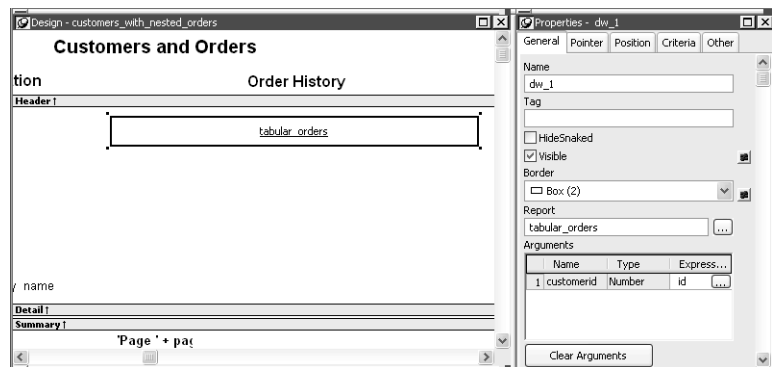 Design - customers_with_nested_orders
Customers and Orders
tion
Order History
Header ↑
tabular_orders
y_name
Detail ↑
Summary ↑
'Page ' + pag
Properties - dw_1
General Pointer Position Criteria Other
Name
dw_1
Tag
HideSnaked
Visible
Border
Box (2)
Report
tabular_orders ...
Arguments
Name Type Express...
1 customerid Number id ...
Clear Arguments